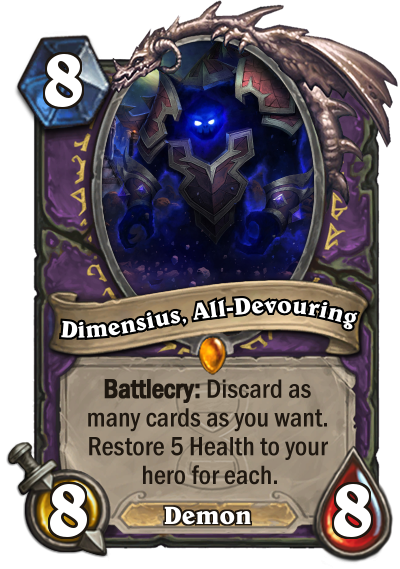 8
Dimensius, All-Devouring
Battlecry: Discard as
many cards as you want.
Restore 5 Health to your
hero for each.
8
Demon
8